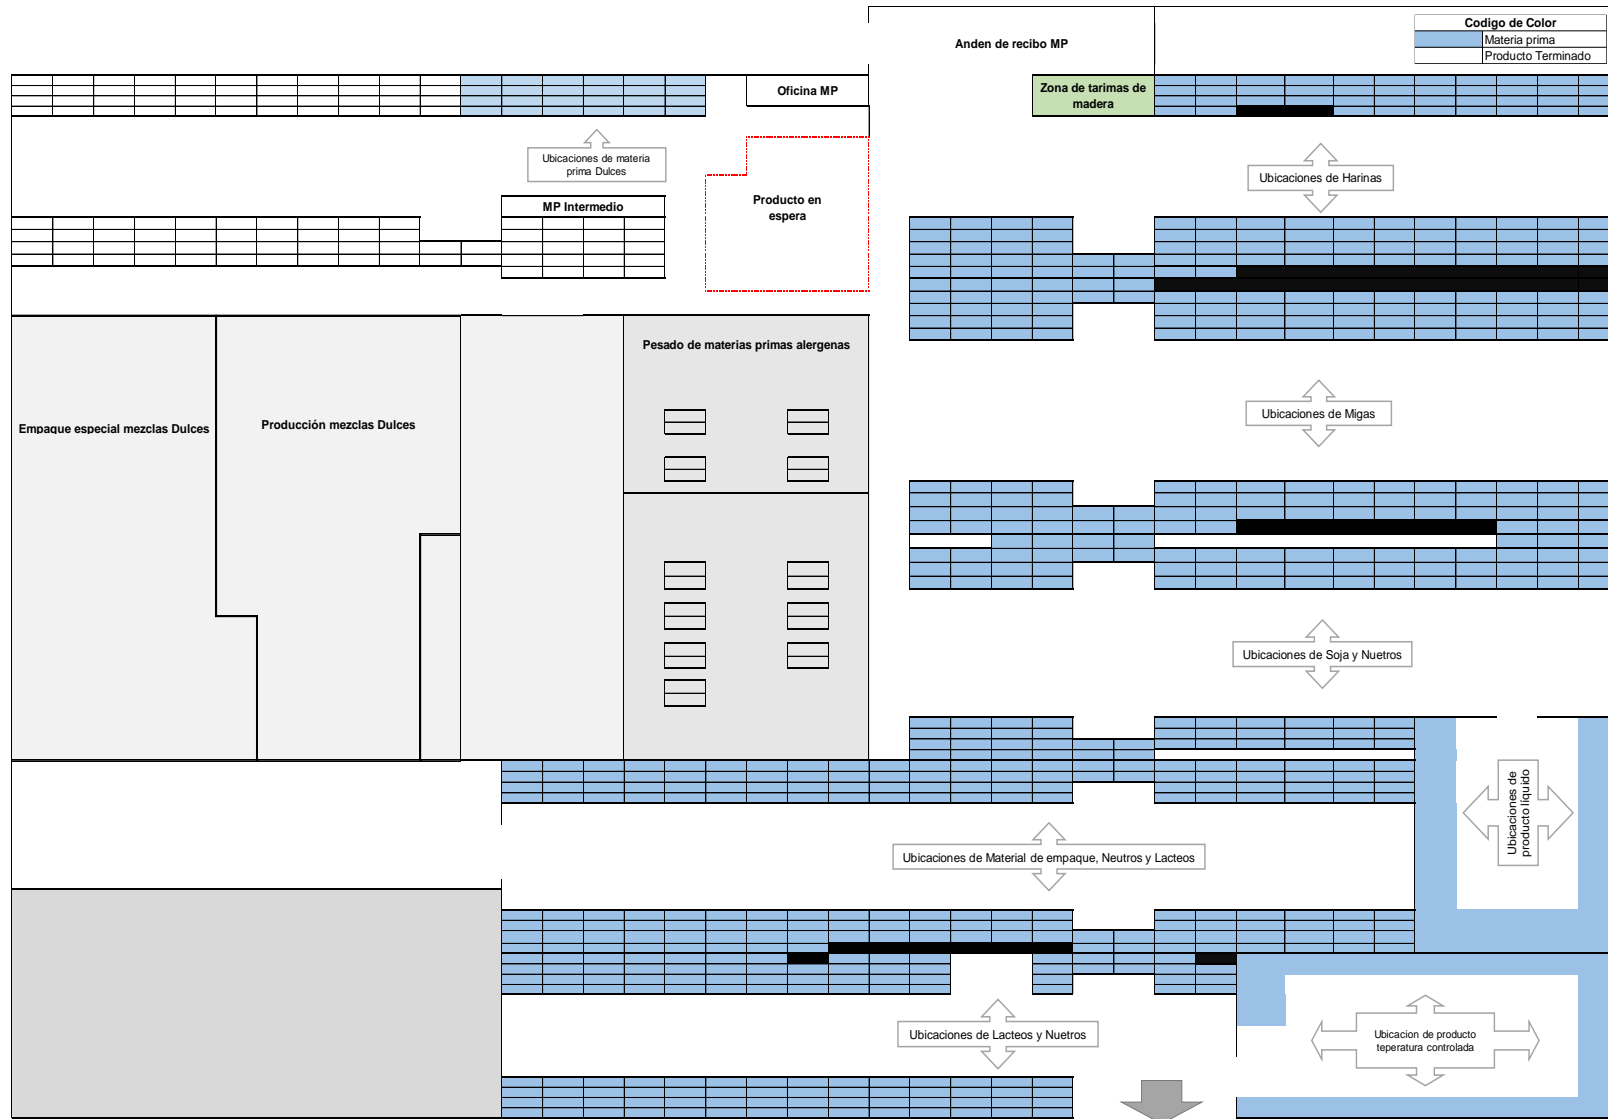 Codigo de Color
Materia prima
Producto Terminado
Anden de recibo MP
Oficina MP
Zona de tarimas de
madera
Ubicaciones de materia
prima Dulces
Ubicaciones de Harinas
MP Intermedio
Producto en
espera
Pesado de materias primas alergenas
Empaque especial mezclas Dulces
Producción mezclas Dulces
Ubicaciones de Migas
Ubicaciones de Soja y Nuetros
Ubicaciones de
producto líquido
Ubicaciones de Material de empaque, Neutros y Lacteos
Ubicaciones de Lacteos y Nuetros
Ubicacion de producto
teperatura controlada